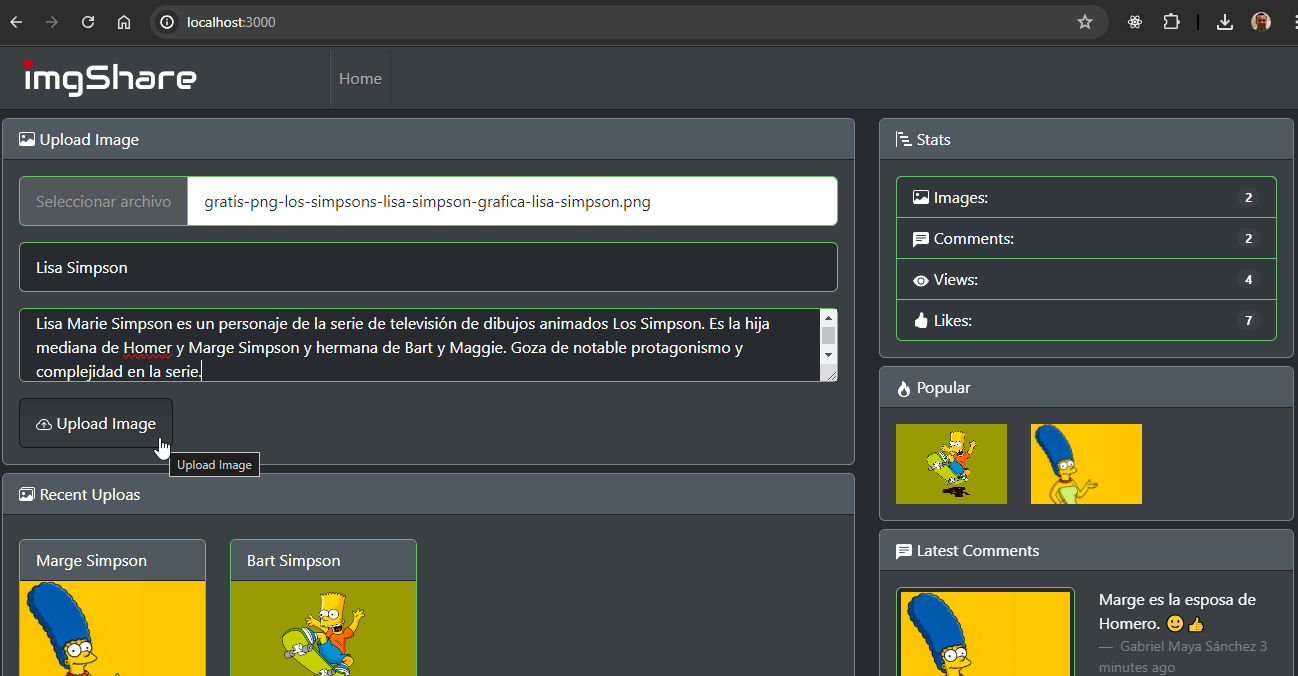 localhost:3000
imgShare
Home
Upload Image
Seleccionar archivo
gratis-png-los-simpsons-lisa-simpson-grafica-lisa-simpson.png
Lisa Simpson
Lisa Marie Simpson es un personaje de la serie de televisión de dibujos animados Los Simpson. Es la hija
mediana de Homer y Marge Simpson y hermana de Bart y Maggie. Goza de notable protagonismo y
complejidad en la serie.
Upload Image
Upload Image
Recent Uploas
Marge Simpson
Bart Simpson
Stats
Images: 2
Comments: 2
Views: 4
Likes: 7
Popular
Latest Comments
Marge es la esposa de
Homero. 🙂👍
— Gabriel Maya Sánchez 3
minutes ago